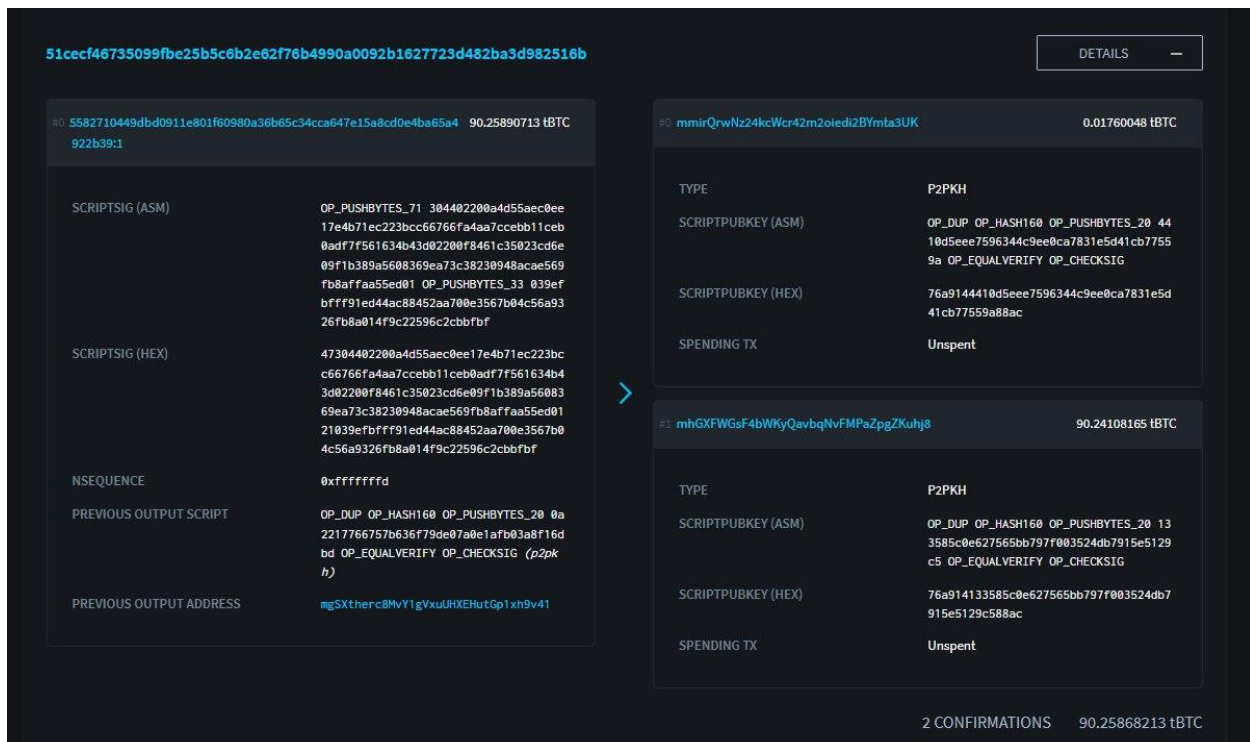 51cecf46735099fbe25b5c6b2e62f76b4990a0092b1627723d482ba3d982516b
DETAILS —
#0 5582710449dbd0911e801f60980a36b65c34cca647e15a8cd0e4ba65a4 90.25890713 tBTC
922b39:1
SCRIPTSIG (ASM) OP_PUSHBYTES_71 304402200a4d55aec0ee
17e4b71ec223bcc66766fa4aa7ccebb11ceb
0adf7f561634b43d02200f8461c35023cd6e
09f1b389a5608369ea73c38230948acae569
fb8affaa55ed01 OP_PUSHBYTES_33 039ef
bfff91ed44ac88452aa700e3567b04c56a93
26fb8a014f9c22596c2cbbfbf
SCRIPTSIG (HEX) 47304402200a4d55aec0ee17e4b71ec223bc
c66766fa4aa7ccebb11ceb0adf7f561634b4
3d02200f8461c35023cd6e09f1b389a56083
69ea73c38230948acae569fb8affaa55ed01
21039efbfff91ed44ac88452aa700e3567b0
4c56a9326fb8a014f9c22596c2cbbfbf
NSEQUENCE 0xfffffffd
PREVIOUS OUTPUT SCRIPT OP_DUP OP_HASH160 OP_PUSHBYTES_20 0a
2217766757b636f79de07a0e1afb03a8f16d
bd OP_EQUALVERIFY OP_CHECKSIG (p2pk
h)
PREVIOUS OUTPUT ADDRESS mgSXtherc8MvY1gVxuUHXEHutGp1xh9v41
#0 mmirQrwNz24kcWcr42m2oiedi2BYmta3UK 0.01760048 tBTC
TYPE P2PKH
SCRIPTPUBKEY (ASM) OP_DUP OP_HASH160 OP_PUSHBYTES_20 44
10d5eee7596344c9ee0ca7831e5d41cb7755
9a OP_EQUALVERIFY OP_CHECKSIG
SCRIPTPUBKEY (HEX) 76a9144410d5eee7596344c9ee0ca7831e5d
41cb77559a88ac
SPENDING TX Unspent
#1 mhGXFWGsF4bWKyQavbqNvFMPaZpgZKuhj8 90.24108165 tBTC
TYPE P2PKH
SCRIPTPUBKEY (ASM) OP_DUP OP_HASH160 OP_PUSHBYTES_20 13
3585c0e627565bb797f003524db7915e5129
c5 OP_EQUALVERIFY OP_CHECKSIG
SCRIPTPUBKEY (HEX) 76a914133585c0e627565bb797f003524db7
915e5129c588ac
SPENDING TX Unspent
2 CONFIRMATIONS 90.25868213 tBTC